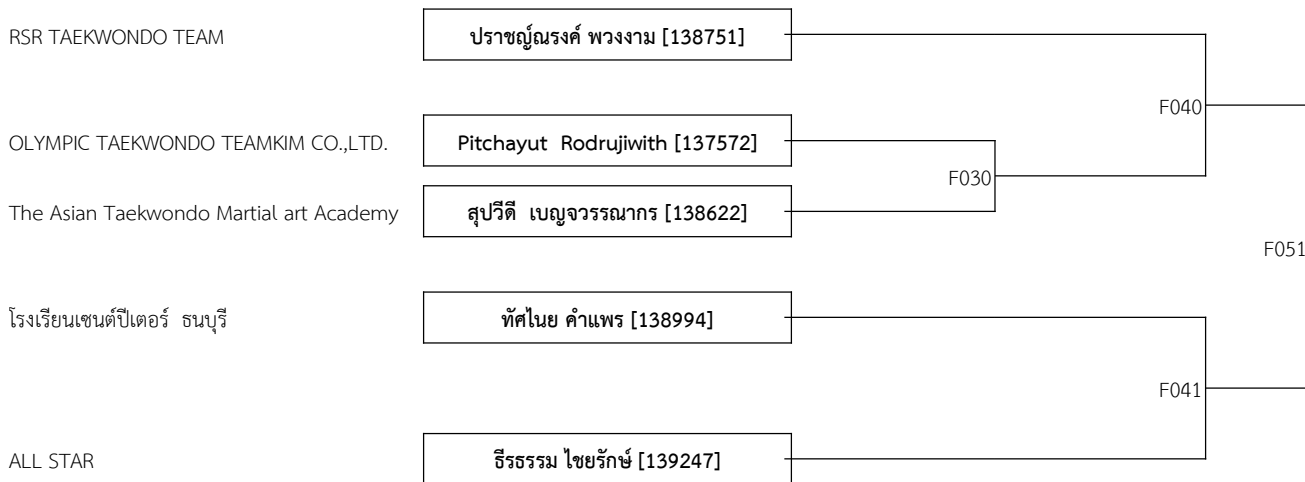 RSR TAEKWONDO TEAM
ปราชญ์ณรงค์ พวงงาม [138751]
F040
OLYMPIC TAEKWONDO TEAMKIM CO.,LTD.
Pitchayut Rodrujiwith [137572]
F030
The Asian Taekwondo Martial art Academy
สุปวีดี เบญจวรรณากร [138622]
F051
โรงเรียนเซนต์ปีเตอร์ ธนบุรี
ทัศไนย คำแพร [138994]
F041
ALL STAR
ธีรธรรม ไชยรักษ์ [139247]